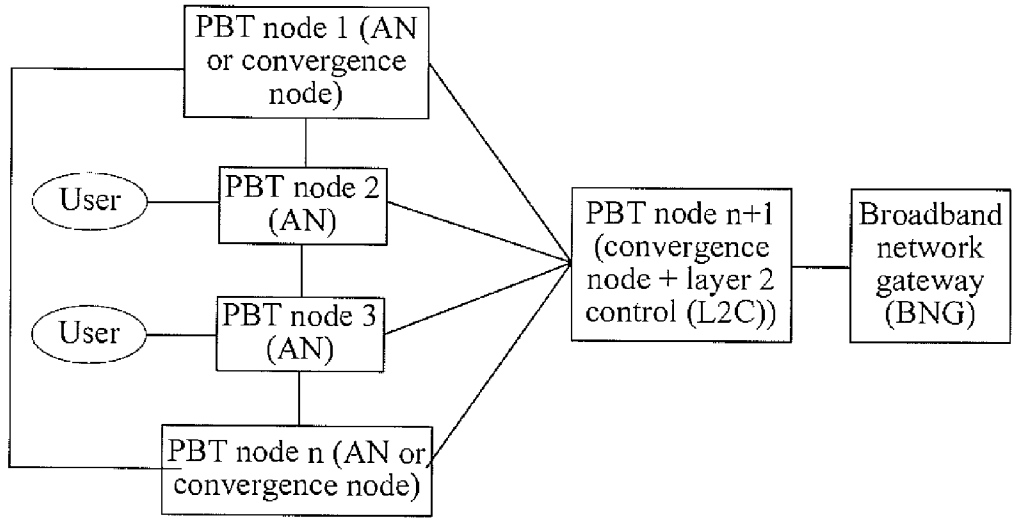 PBT node 1 (AN
or convergence
node)
User
PBT node 2
(AN)
User
PBT node 3
(AN)
PBT node n (AN or
convergence node)
PBT node n+1
(convergence
node + layer 2
control (L2C))
Broadband
network
gateway
(BNG)